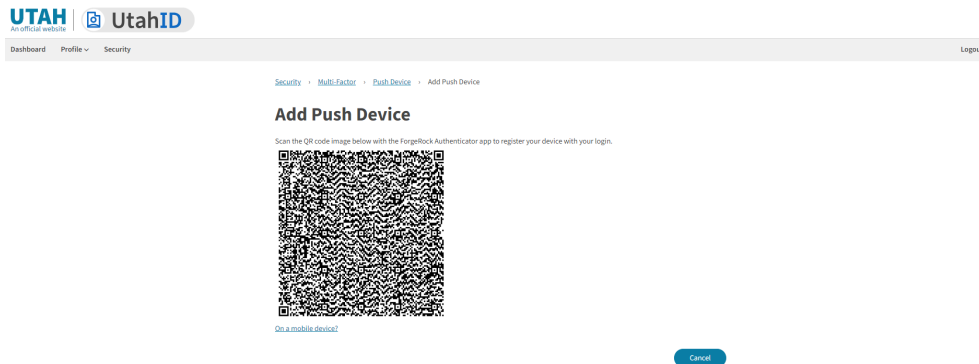 UTAH
An official website
UtahID
Dashboard Profile Security Logou
Security › Multi-Factor › Push Device › Add Push Device
Add Push Device
Scan the QR code image below with the ForgeRock Authenticator app to register your device with your login.
On a mobile device?
Cancel